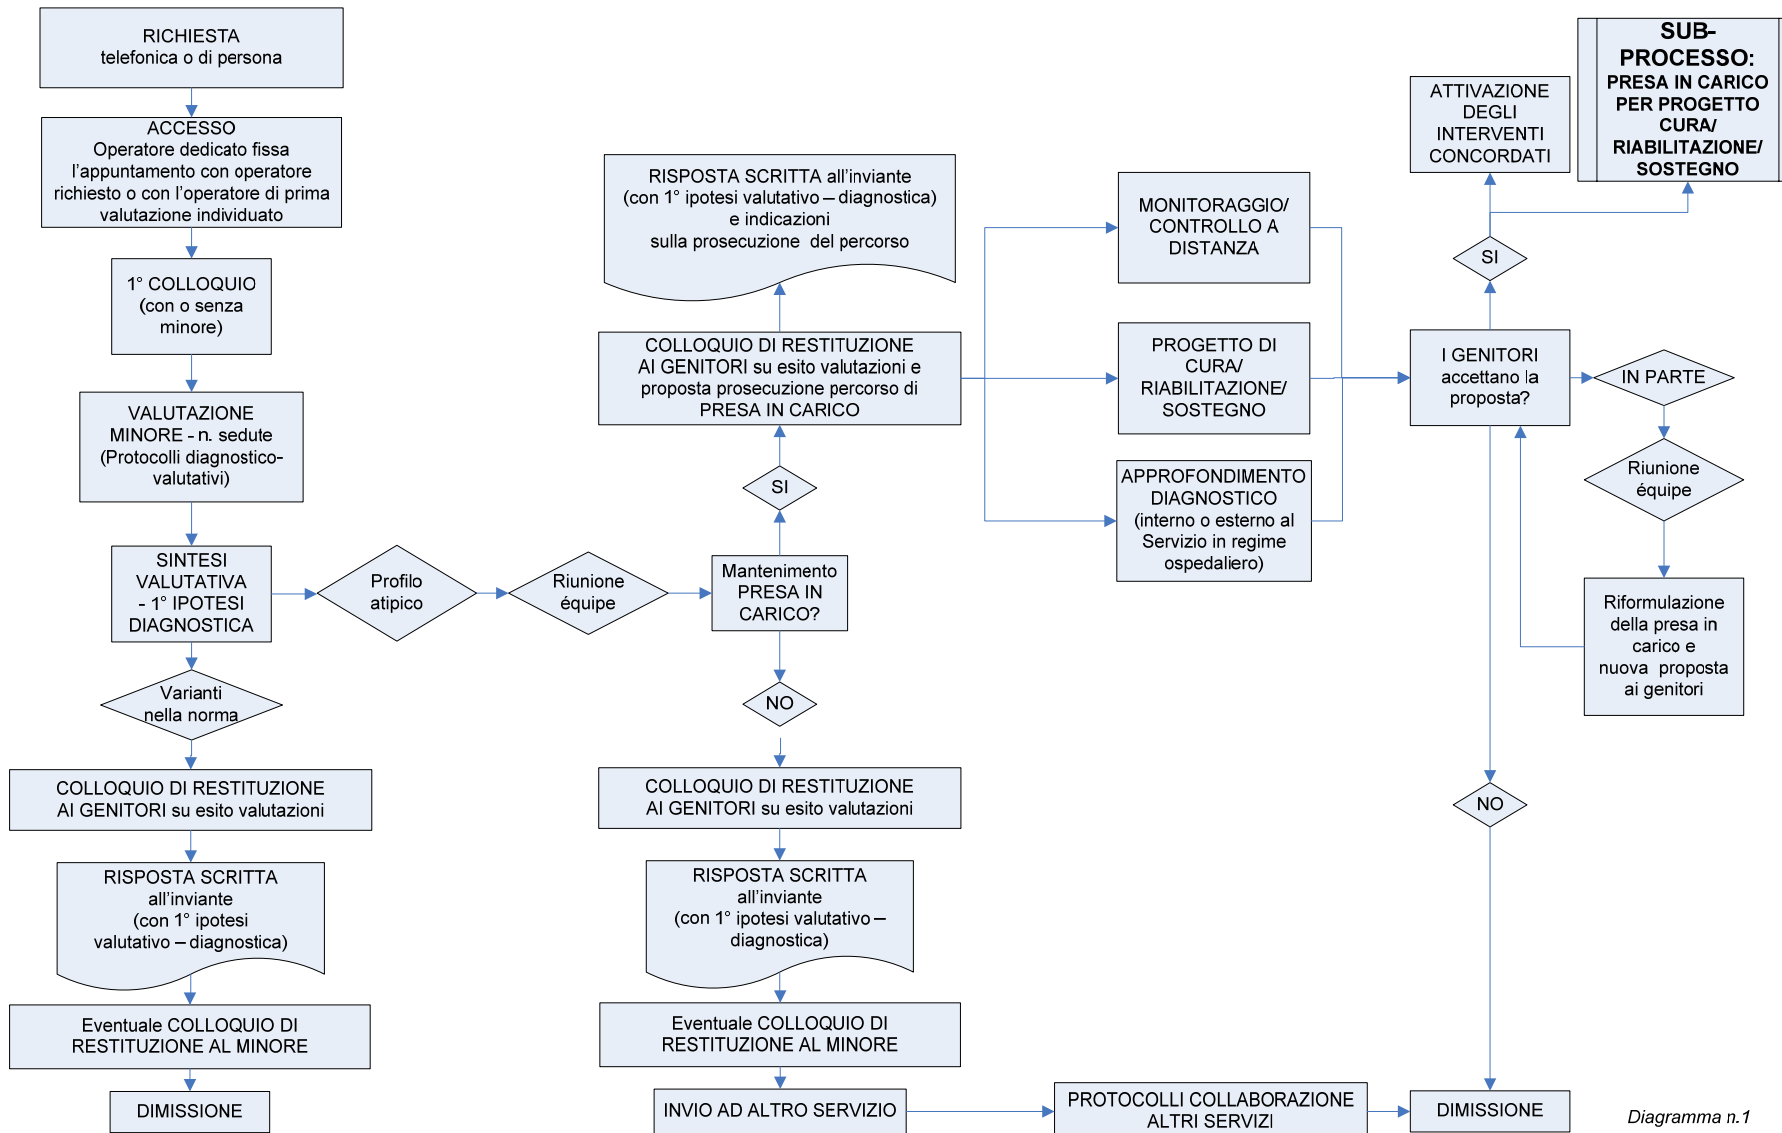 RICHIESTA
telefonica o di persona
ACCESSO
Operatore dedicato fissa
l'appuntamento con operatore
richiesto o con l'operatore di prima
valutazione individuato
1° COLLOQUIO
(con o senza
minore)
VALUTAZIONE
MINORE - n. sedute
(Protocolli diagnostico-
valutativi)
SINTESI
VALUTATIVA
- 1° IPOTESI
DIAGNOSTICA
Varianti
nella norma
COLLOQUIO DI RESTITUZIONE
AI GENITORI su esito valutazioni
RISPOSTA SCRITTA
all'inviante
(con 1° ipotesi
valutativo – diagnostica)
Eventuale COLLOQUIO DI
RESTITUZIONE AL MINORE
DIMISSIONE
Profilo
atipico
Riunione
équipe
Mantenimento
PRESA IN
CARICO?
SI
COLLOQUIO DI RESTITUZIONE
AI GENITORI su esito valutazioni e
proposta prosecuzione percorso di
PRESA IN CARICO
RISPOSTA SCRITTA all'inviante
(con 1° ipotesi valutativo – diagnostica)
e indicazioni
sulla prosecuzione del percorso
NO
COLLOQUIO DI RESTITUZIONE
AI GENITORI su esito valutazioni
RISPOSTA SCRITTA
all'inviante
(con 1° ipotesi valutativo –
diagnostica)
Eventuale COLLOQUIO DI
RESTITUZIONE AL MINORE
INVIO AD ALTRO SERVIZIO
PROTOCOLLI COLLABORAZIONE
ALTRI SERVIZI
DIMISSIONE
MONITORAGGIO/
CONTROLLO A
DISTANZA
PROGETTO DI
CURA/
RIABILITAZIONE/
SOSTEGNO
APPROFONDIMENTO
DIAGNOSTICO
(interno o esterno al
Servizio in regime
ospedaliero)
I GENITORI
accettano la
proposta?
SI
ATTIVAZIONE
DEGLI
INTERVENTI
CONCORDATI
SUB-
PROCESSO:
PRESA IN CARICO
PER PROGETTO
CURA/
RIABILITAZIONE/
SOSTEGNO
IN PARTE
Riunione
équipe
Riformulazione
della presa in
carico e
nuova proposta
ai genitori
NO
Diagramma n.1